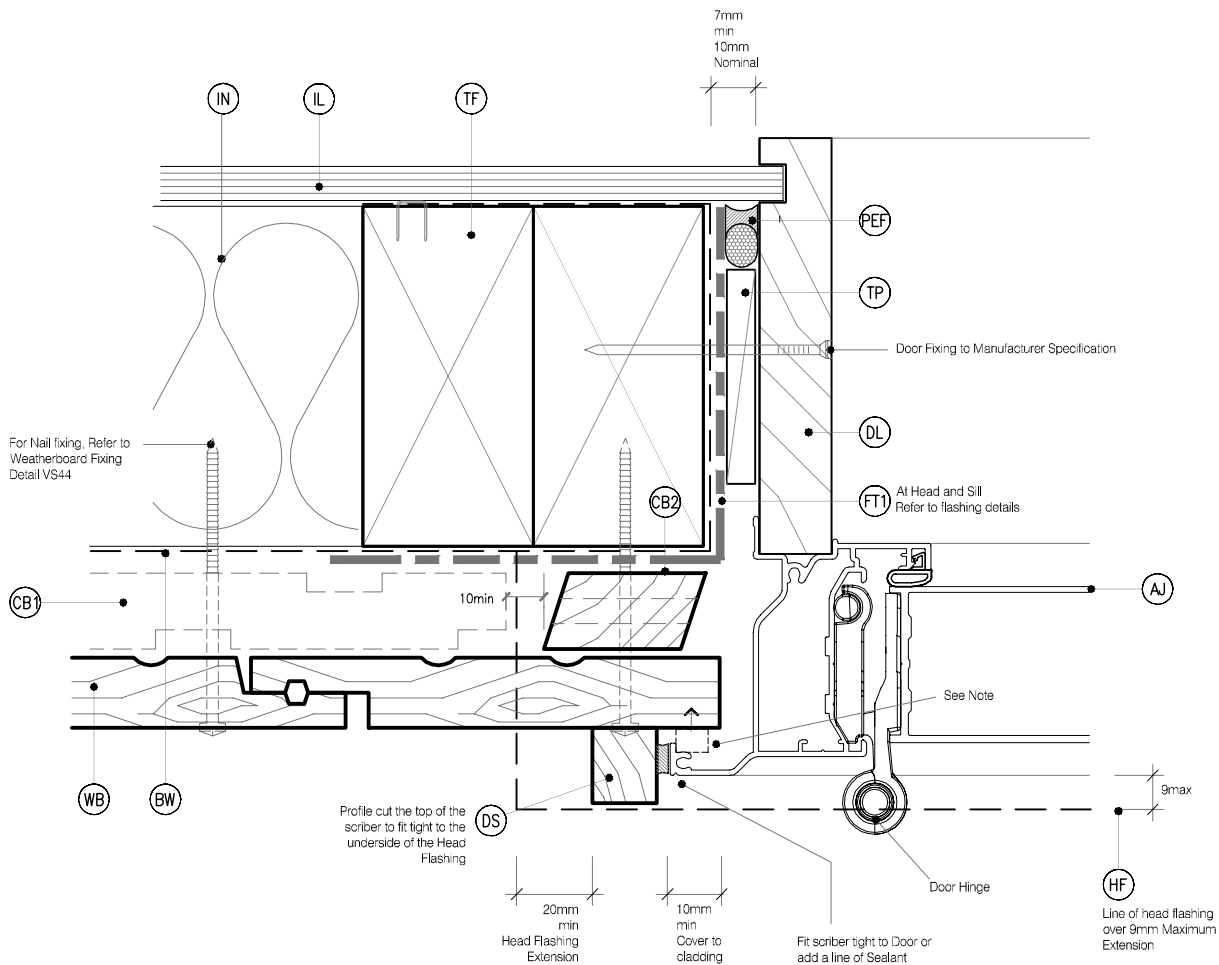 7mm
min
10mm
Nominal
IN
IL
TF
PEF
TP
Door Fixing to Manufacturer Specification
DL
For Nail fixing, Refer to
Weatherboard Fixing
Detail VS44
CB2
FT1
At Head and Sill
Refer to flashing details
CB1
10min
AJ
See Note
WB
BW
9max
Profile cut the top of the
scriber to fit tight to the
underside of the Head
Flashing
DS
Door Hinge
HF
Line of head flashing
over 9mm Maximum
Extension
20mm
min
Head Flashing
Extension
10mm
min
Cover to
cladding
Fit scriber tight to Door or
add a line of Sealant